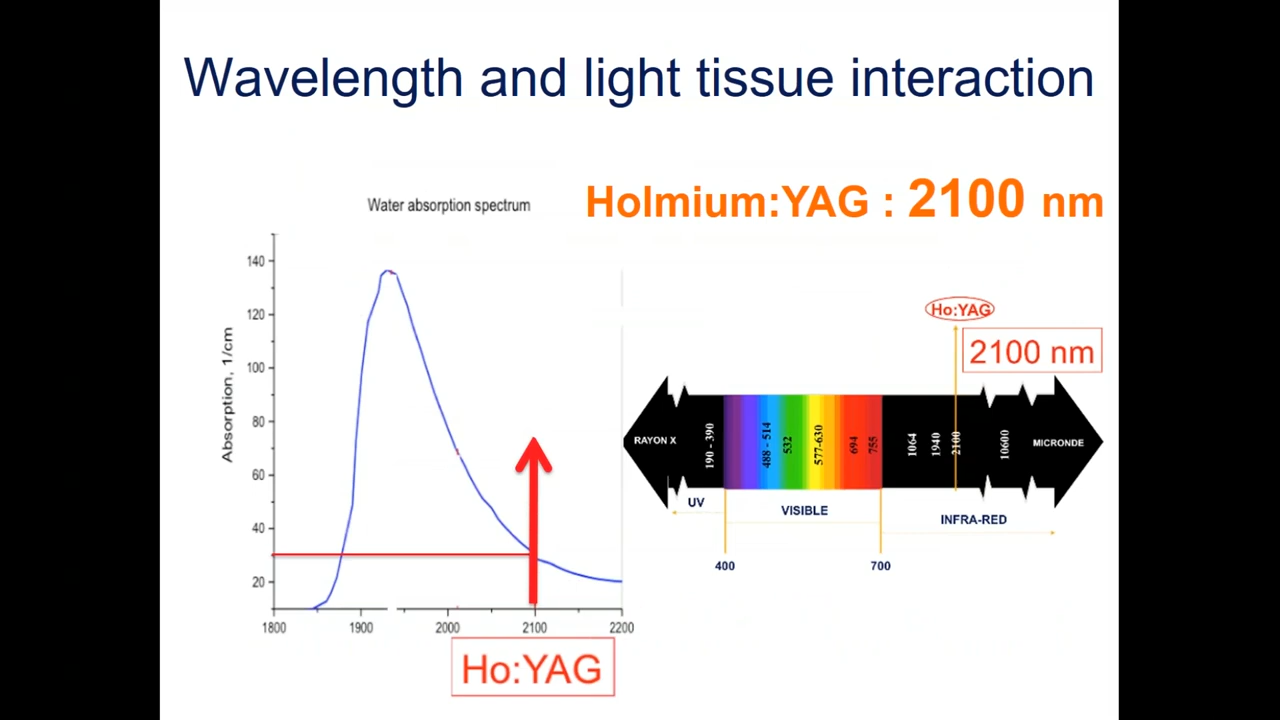 Wavelength and light tissue interaction
Holmium:YAG : 2100 nm
Water absorption spectrum
Absorption, 1/cm
140
120
100
80
60
40
20
1800 1900 2000 2100 2200
Ho:YAG
Ho:YAG
2100 nm
RAYON X
190 - 390
488 - 514
532
577-630
694
755
1064
1940
2100
10600
MICRONDE
UV
VISIBLE
INFRA-RED
400
700